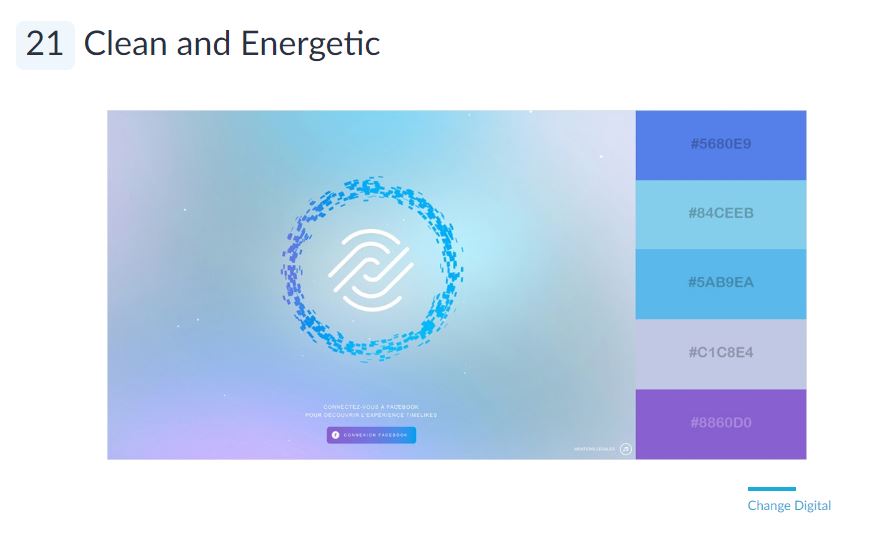 21 Clean and Energetic
#5680E9
#84CEEB
#5AB9EA
#C1C8E4
#8860D0
CONNECTEZ-VOUS À FACEBOOK
POUR DÉCOUVRIR L'EXPÉRIENCE TIMELIKES
f CONNEXION FACEBOOK
MENTIONS LÉGALES
Change Digital